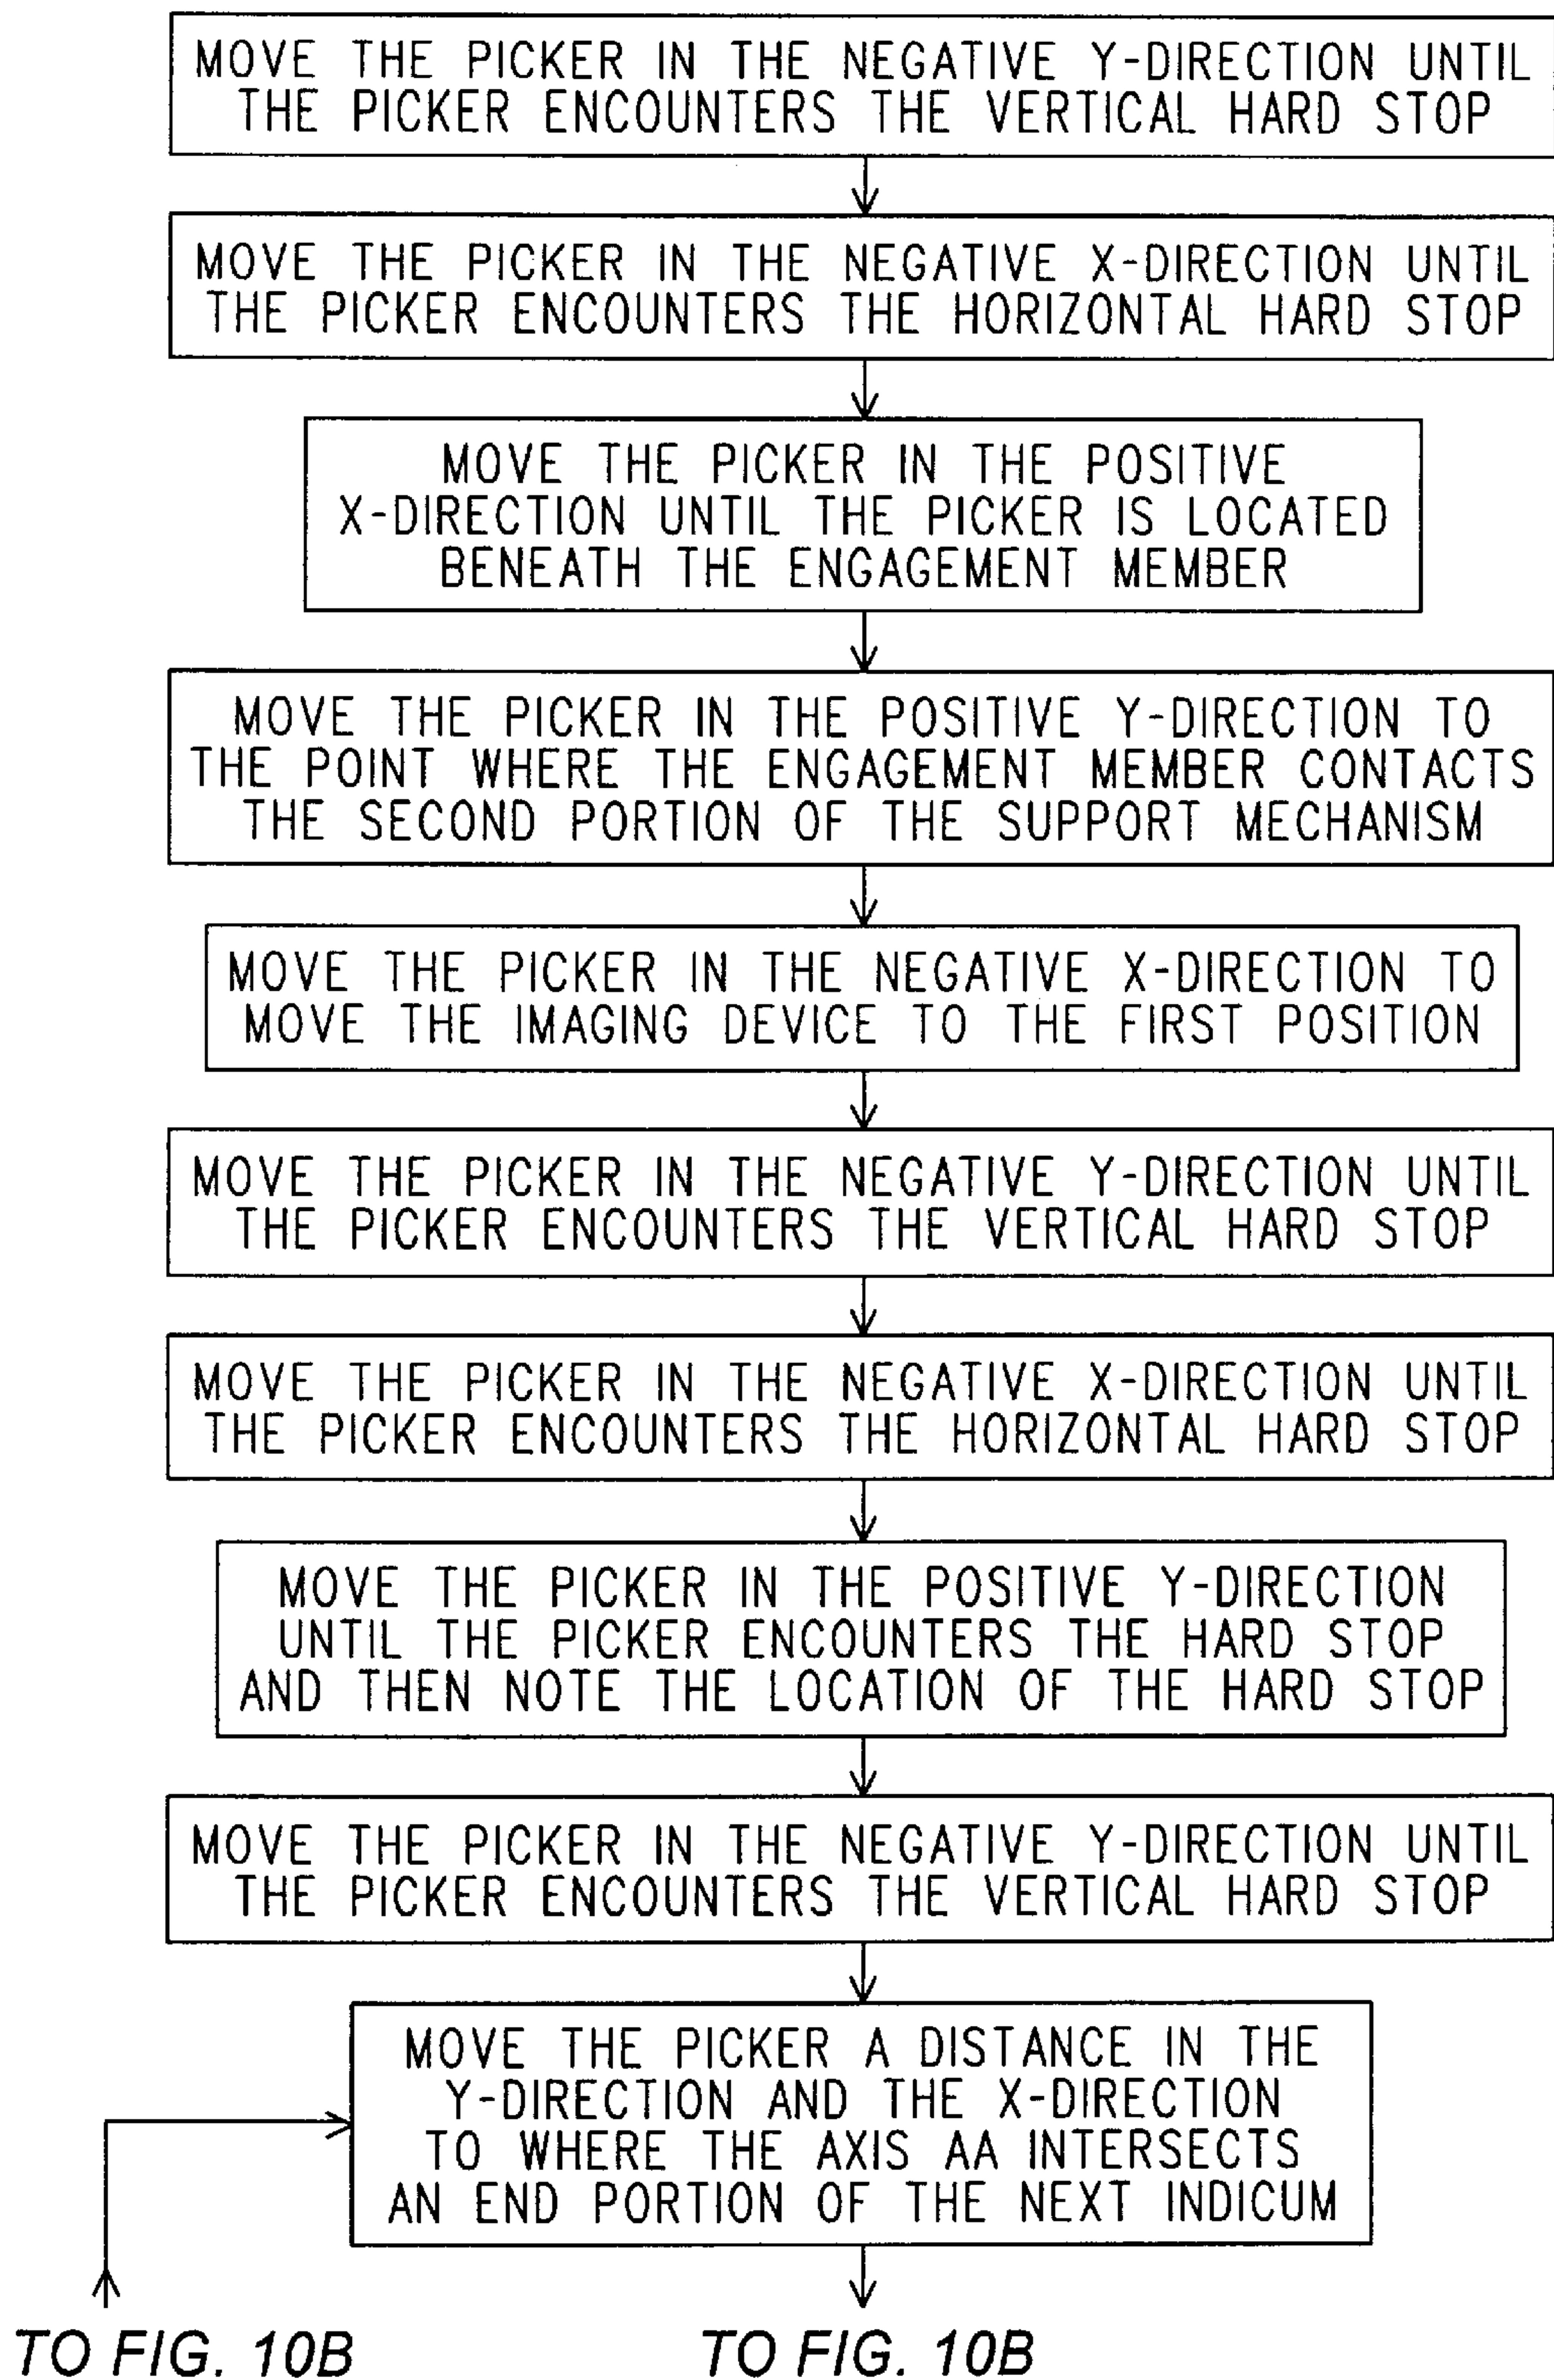 MOVE THE PICKER IN THE NEGATIVE Y-DIRECTION UNTIL
THE PICKER ENCOUNTERS THE VERTICAL HARD STOP
MOVE THE PICKER IN THE NEGATIVE X-DIRECTION UNTIL
THE PICKER ENCOUNTERS THE HORIZONTAL HARD STOP
MOVE THE PICKER IN THE POSITIVE
X-DIRECTION UNTIL THE PICKER IS LOCATED
BENEATH THE ENGAGEMENT MEMBER
MOVE THE PICKER IN THE POSITIVE Y-DIRECTION TO
THE POINT WHERE THE ENGAGEMENT MEMBER CONTACTS
THE SECOND PORTION OF THE SUPPORT MECHANISM
MOVE THE PICKER IN THE NEGATIVE X-DIRECTION TO
MOVE THE IMAGING DEVICE TO THE FIRST POSITION
MOVE THE PICKER IN THE NEGATIVE Y-DIRECTION UNTIL
THE PICKER ENCOUNTERS THE VERTICAL HARD STOP
MOVE THE PICKER IN THE NEGATIVE X-DIRECTION UNTIL
THE PICKER ENCOUNTERS THE HORIZONTAL HARD STOP
MOVE THE PICKER IN THE POSITIVE Y-DIRECTION
UNTIL THE PICKER ENCOUNTERS THE HARD STOP
AND THEN NOTE THE LOCATION OF THE HARD STOP
MOVE THE PICKER IN THE NEGATIVE Y-DIRECTION UNTIL
THE PICKER ENCOUNTERS THE VERTICAL HARD STOP
MOVE THE PICKER A DISTANCE IN THE
Y-DIRECTION AND THE X-DIRECTION
TO WHERE THE AXIS AA INTERSECTS
AN END PORTION OF THE NEXT INDICUM
TO FIG. 10B
TO FIG. 10B